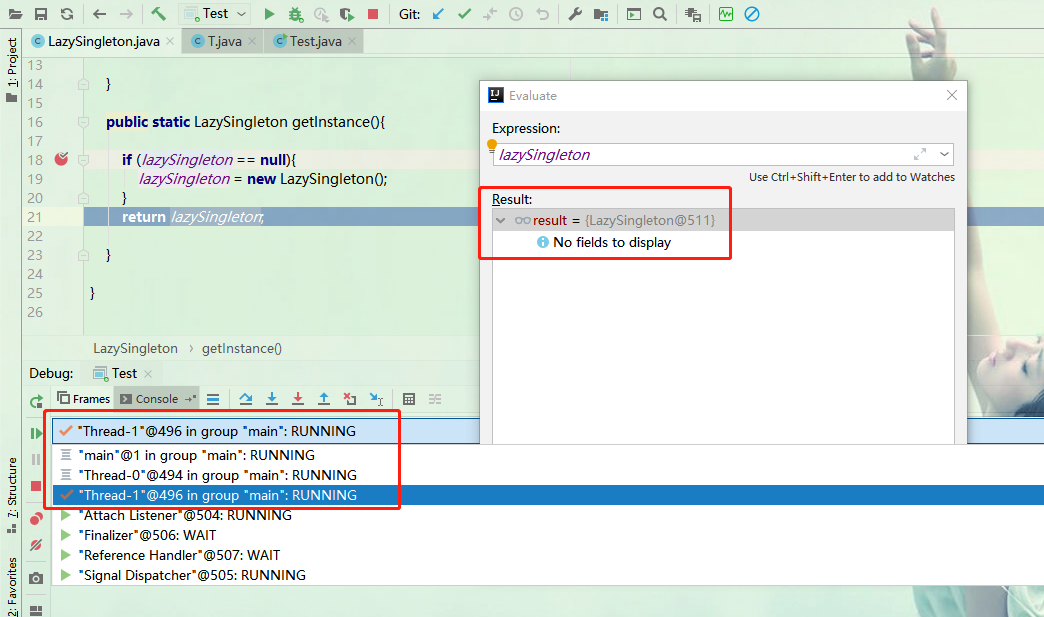 Test
Git:
LazySingleton.java
T.java
Test.java
1: Project
7: Structure
2: Favorites
13
14 }
15
16 public static LazySingleton getInstance(){
17
18 if (lazySingleton == null){
19 lazySingleton = new LazySingleton();
20 }
21 return lazySingleton;
22
23 }
24
25 }
26
LazySingleton › getInstance()
IJ Evaluate
Expression:
lazySingleton
Use Ctrl+Shift+Enter to add to Watches
Result:
result = {LazySingleton@511}
No fields to display
Debug: Test
Frames Console
"Thread-1"@496 in group "main": RUNNING
"main"@1 in group "main": RUNNING
"Thread-0"@494 in group "main": RUNNING
"Thread-1"@496 in group "main": RUNNING
"Attach Listener"@504: RUNNING
"Finalizer"@506: WAIT
"Reference Handler"@507: WAIT
"Signal Dispatcher"@505: RUNNING